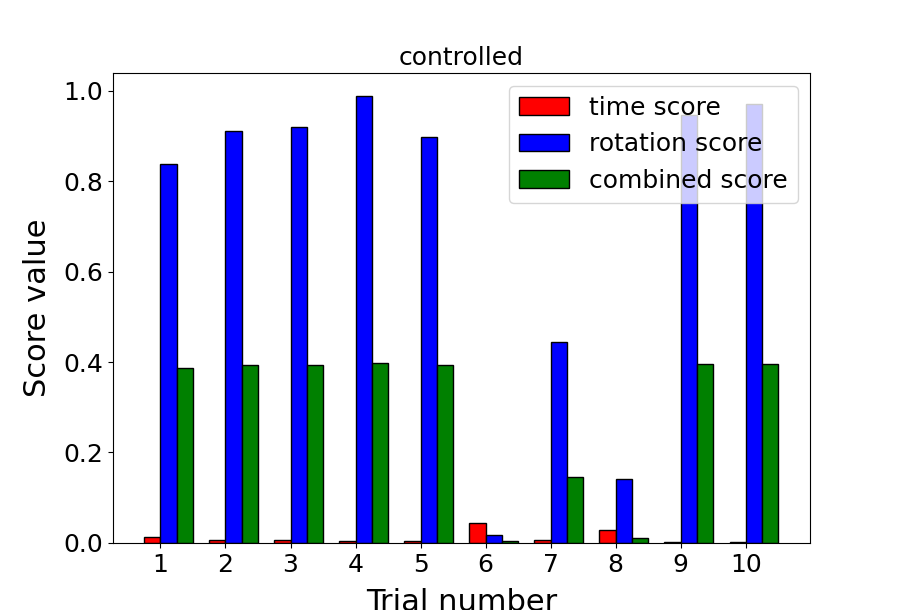 controlled
1.0
0.8
0.6
0.4
0.2
0.0
Score value
time score
rotation score
combined score
1 2 3 4 5 6 7 8 9 10
Trial number